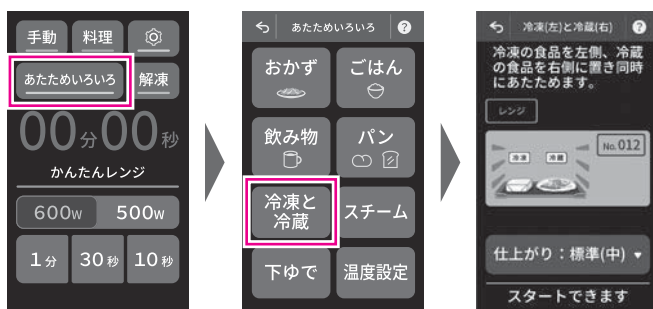 手動
料理
あたためいろいろ
解凍
00分00秒
かんたんレンジ
600w
500w
1分
30秒
10秒
あたためいろいろ
?
おかず
ごはん
飲み物
パン
冷凍と
冷蔵
スチーム
下ゆで
温度設定
冷凍(左)と冷蔵(右)
?
冷凍の食品を左側、冷蔵
の食品を右側に置き同時
にあたためます。
レンジ
No.012
冷凍
冷蔵
仕上がり：標準(中)
スタートできます